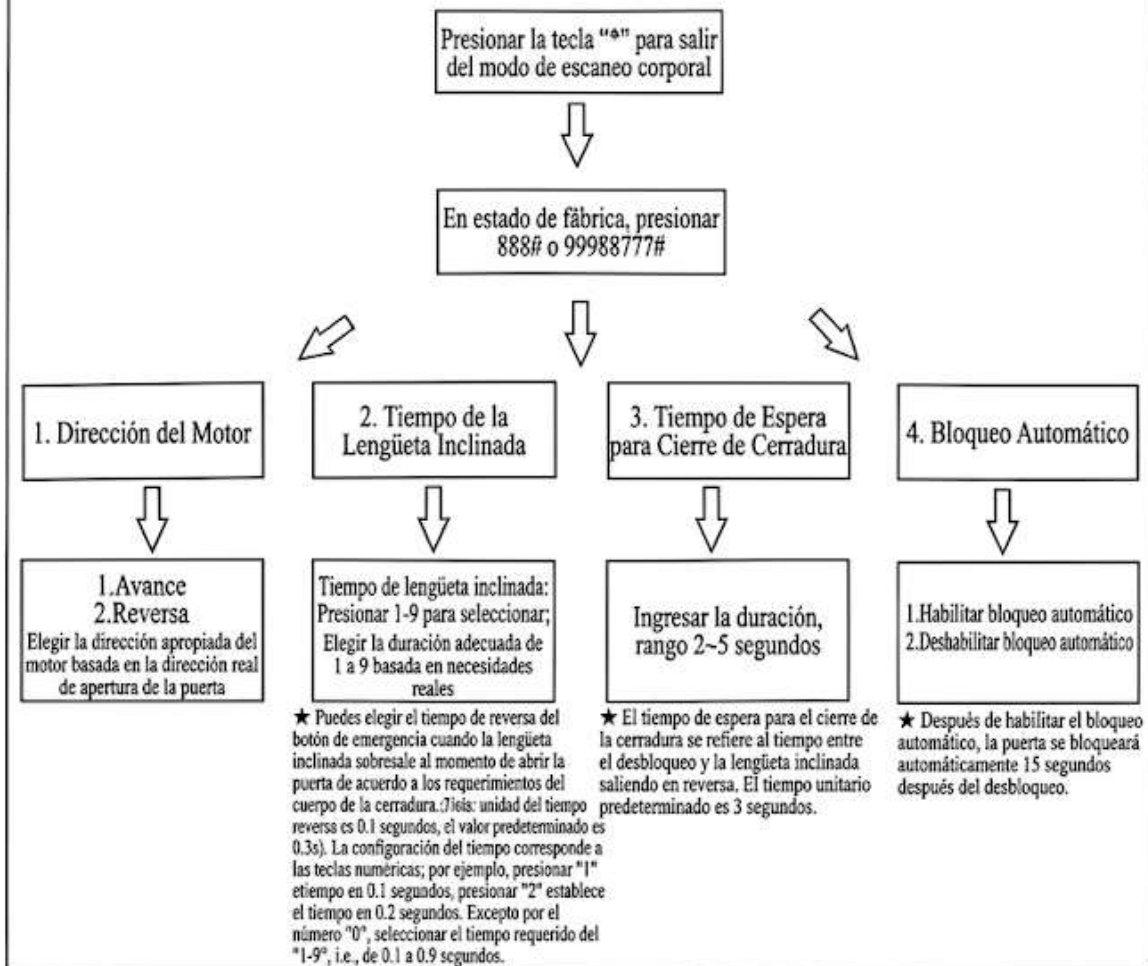 Presionar la tecla "*" para salir
del modo de escaneo corporal
En estado de fábrica, presionar
888# o 99988777#
1. Dirección del Motor
2. Tiempo de la
Lengüeta Inclinada
3. Tiempo de Espera
para Cierre de Cerradura
4. Bloqueo Automático
1.Avance
2.Reversa
Elegir la dirección apropiada del
motor basada en la dirección real
de apertura de la puerta
Tiempo de lengüeta inclinada:
Presionar 1-9 para seleccionar;
Elegir la duración adecuada de
1 a 9 basada en necesidades
reales
Ingresar la duración,
rango 2~5 segundos
1.Habilitar bloqueo automático
2.Deshabilitar bloqueo automático
★ Puedes elegir el tiempo de reversa del
botón de emergencia cuando la lengüeta
inclinada sobresale al momento de abrir la
puerta de acuerdo a los requerimientos del
cuerpo de la cerradura. unidad del tiempo
reversa es 0.1 segundos, el valor predeterminado es
0.3s). La configuración del tiempo corresponde a
las teclas numéricas; por ejemplo, presionar "1"
etiempo en 0.1 segundos, presionar "2" establece
el tiempo en 0.2 segundos. Excepto por el
número "0", seleccionar el tiempo requerido del
"1-9", i.e., de 0.1 a 0.9 segundos.
★ El tiempo de espera para el cierre de
la cerradura se refiere al tiempo entre
el desbloqueo y la lengüeta inclinada
saliendo en reversa. El tiempo unitario
predeterminado es 3 segundos.
★ Después de habilitar el bloqueo
automático, la puerta se bloqueará
automáticamente 15 segundos
después del desbloqueo.